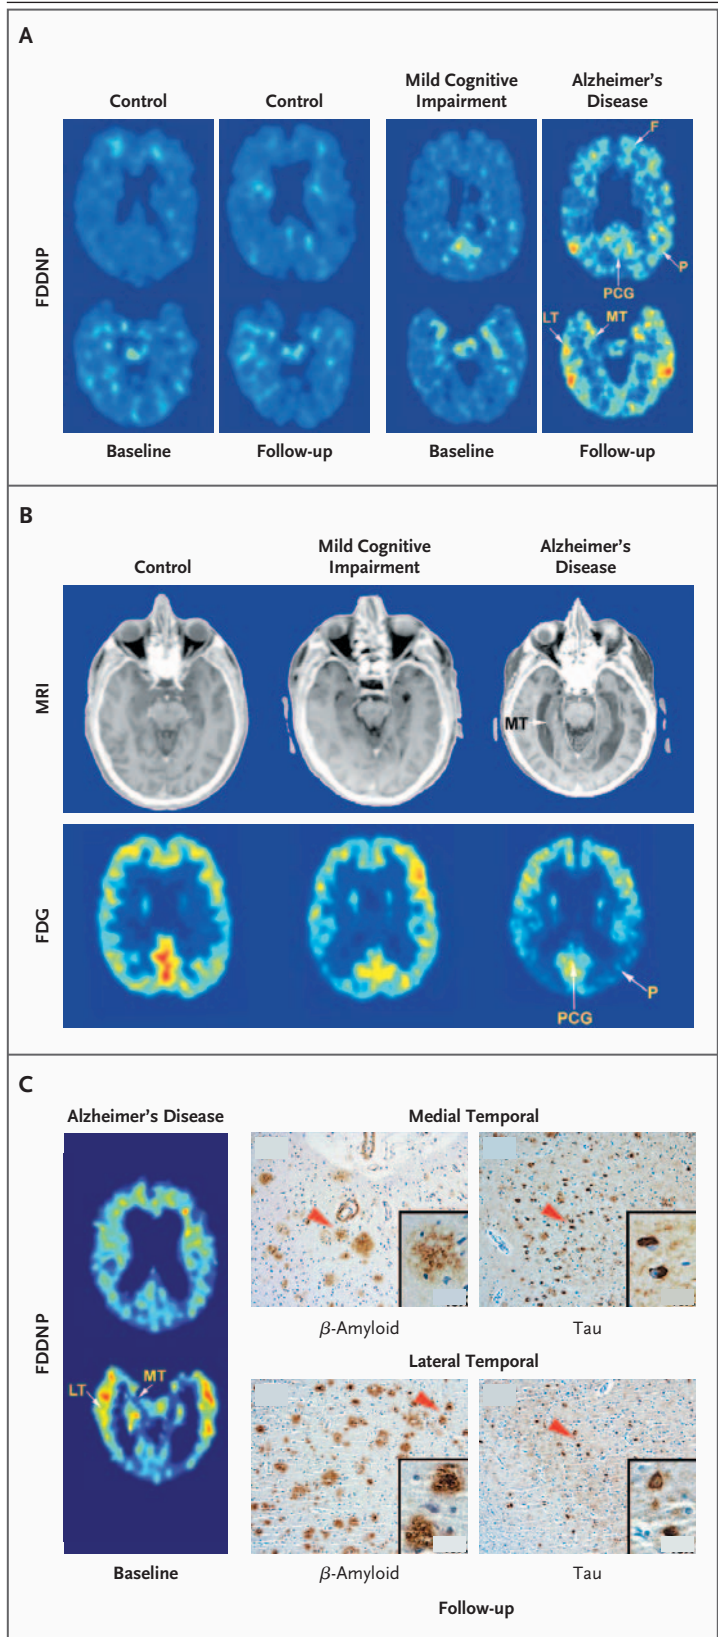 A
Control
Control
Mild Cognitive
Impairment
Alzheimer's
Disease
FDDNP
F
P
PCG
LT
MT
Baseline
Follow-up
Baseline
Follow-up
B
Control
Mild Cognitive
Impairment
Alzheimer's
Disease
MRI
MT
FDG
P
PCG
C
Alzheimer's Disease
Medial Temporal
FDDNP
β-Amyloid
Tau
Lateral Temporal
LT
MT
β-Amyloid
Tau
Baseline
Follow-up